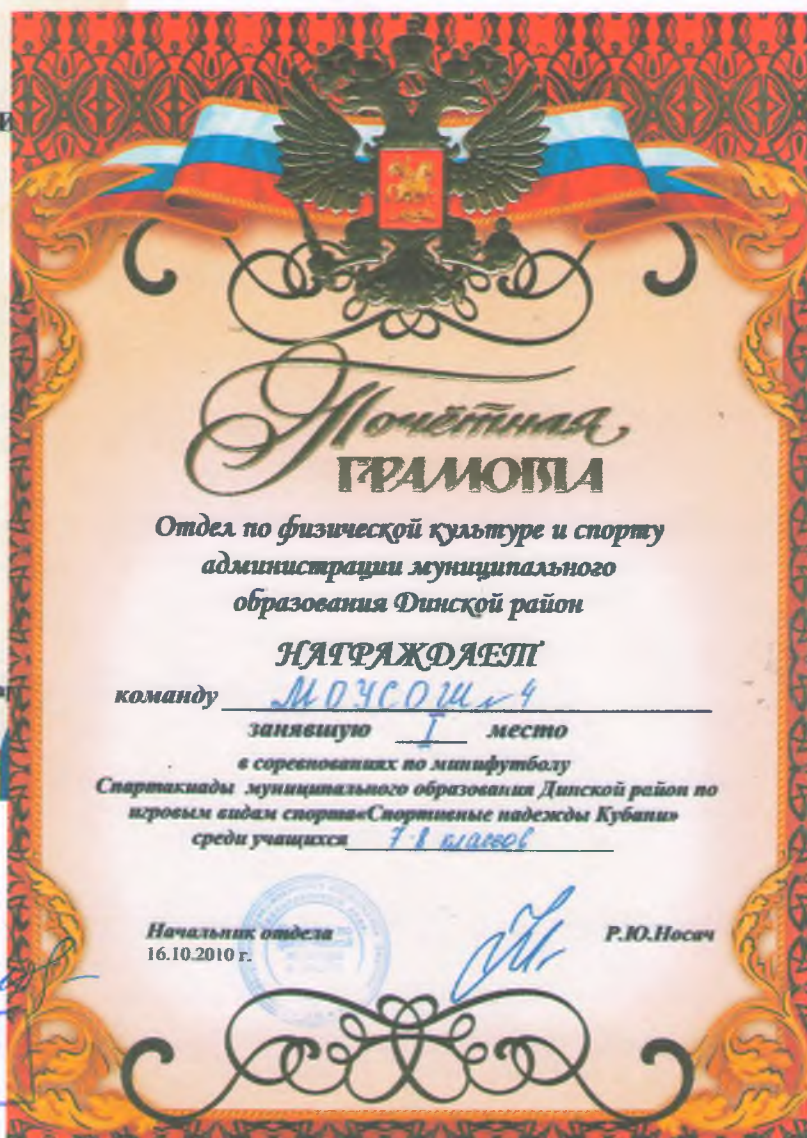 Почётная
ГРАМОТА
Отдел по физической культуре и спорту
администрации муниципального
образования Динской район
НАГРАЖДАЕТ
команду МОУСОШ № 4
занявшую I место
в соревнованиях по минифутболу
Спартакиады муниципального образования Динской район по
игровым видам спорта«Спортивные надежды Кубани»
среди учащихся 7-8 классов
Начальник отдела
Р.Ю.Носач
16.10.2010 г.